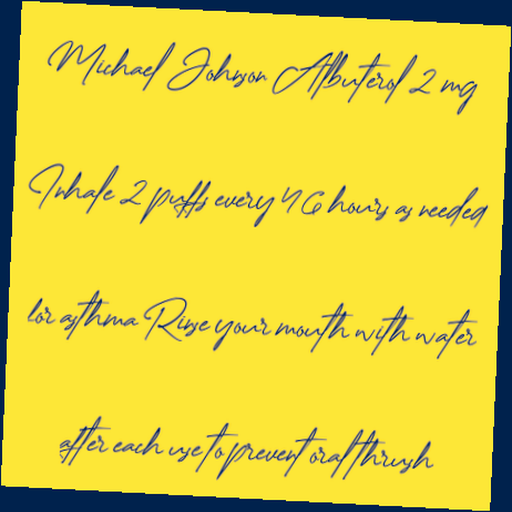 Michael Johnson Albuterol 2 mg
Inhale 2 puffs every 4 6 hours as needed
for asthma Rinse your mouth with water
after each use to prevent oral thrush